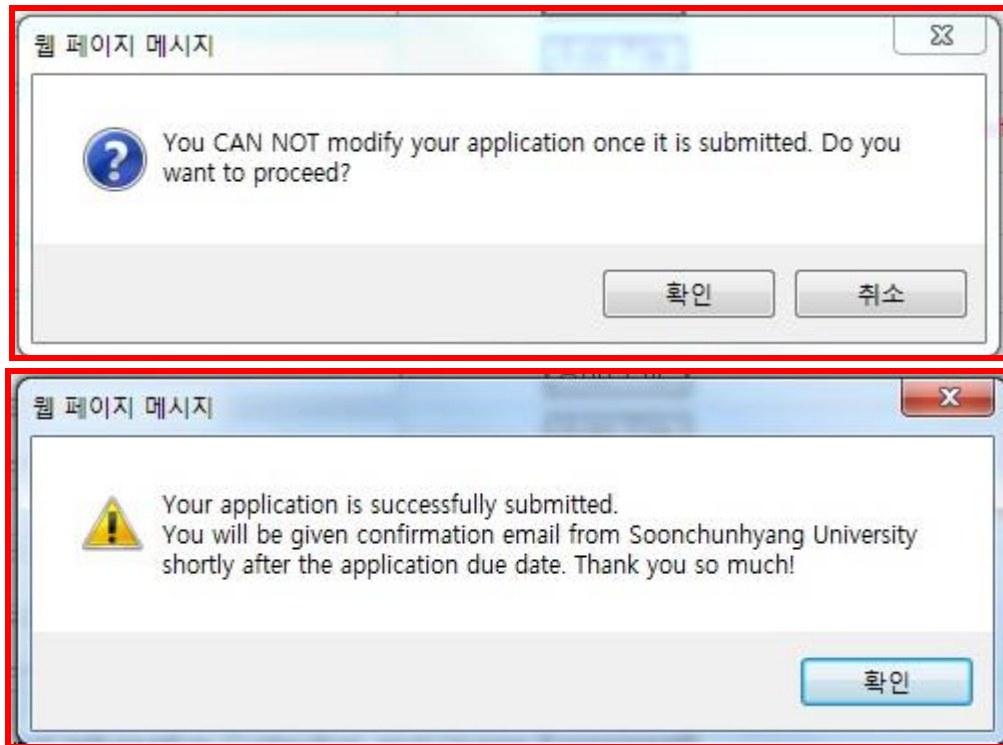 웹 페이지 메시지
You CAN NOT modify your application once it is submitted. Do you
want to proceed?
확인
취소
웹 페이지 메시지
Your application is successfully submitted.
You will be given confirmation email from Soonchunhyang University
shortly after the application due date. Thank you so much!
확인